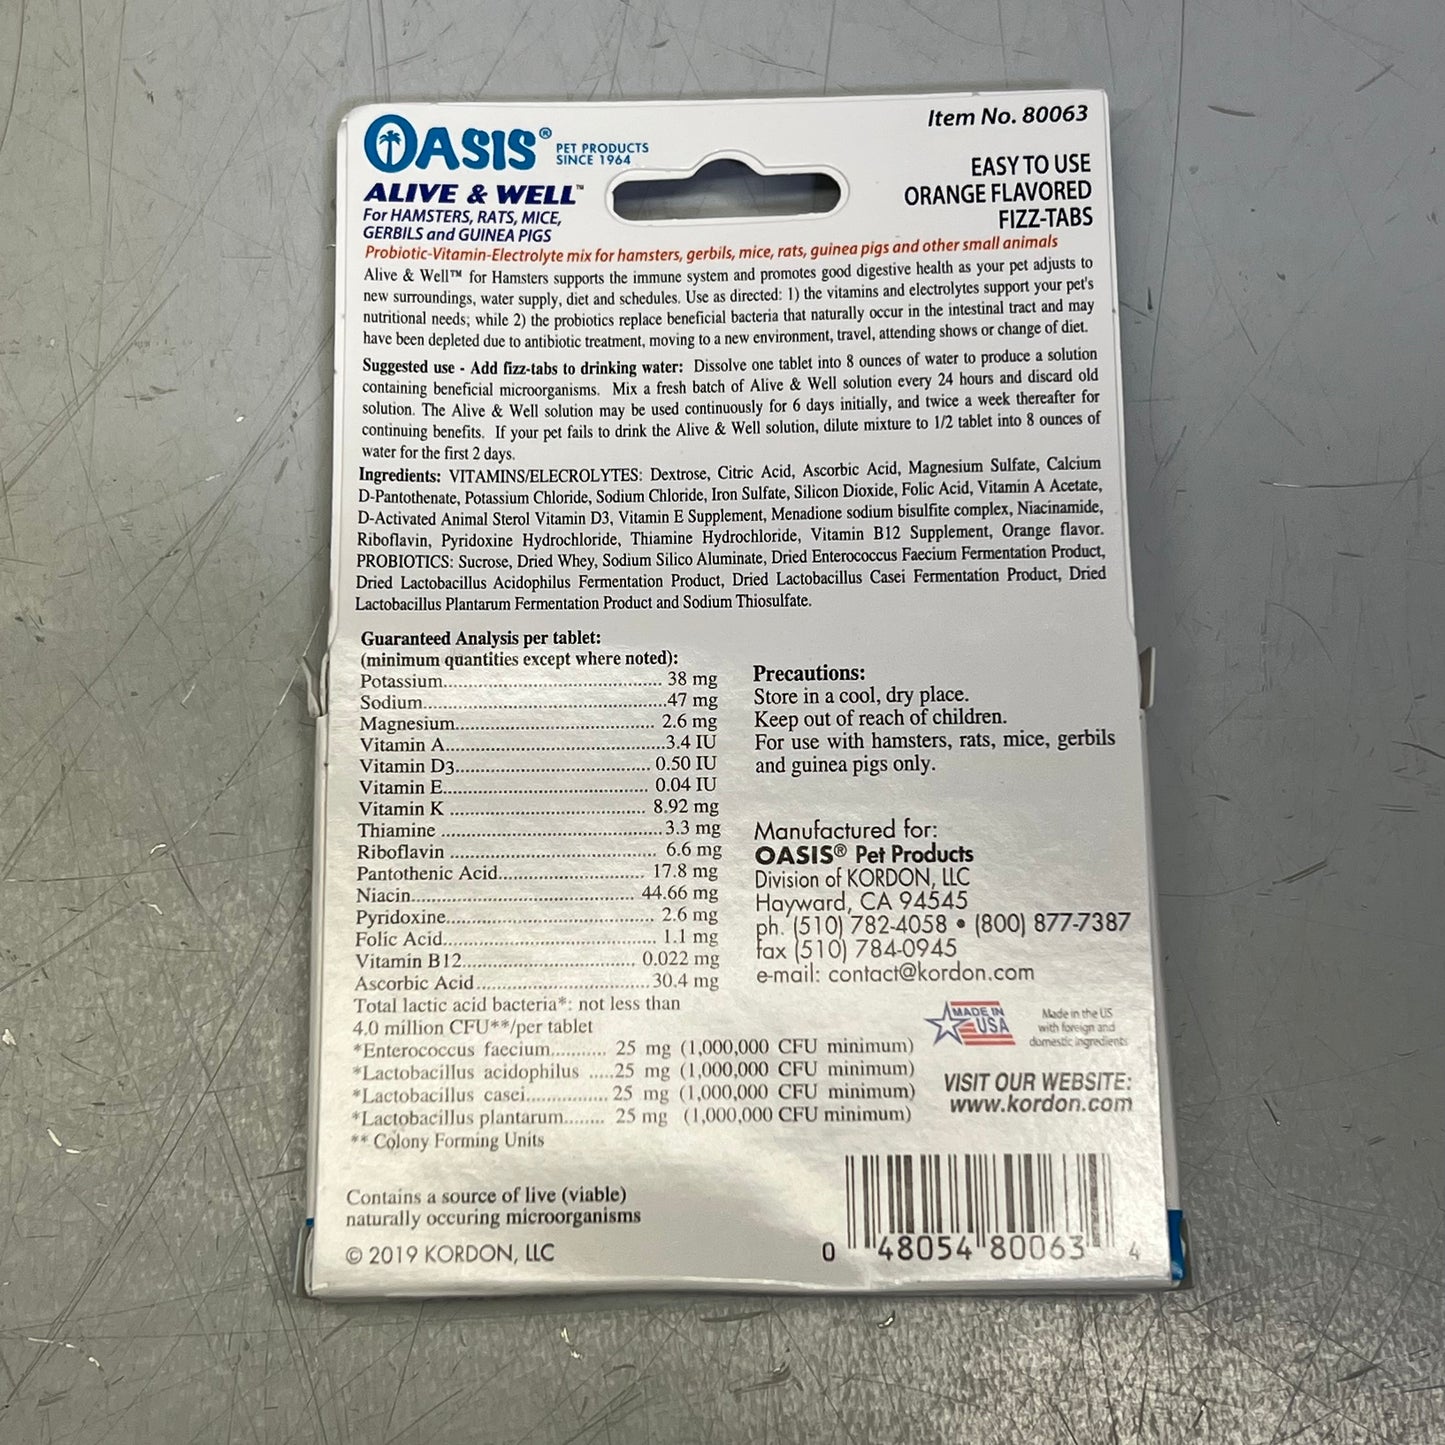 OASIS®
PET PRODUCTS
SINCE 1964
Item No. 80063
ALIVE & WELL™
For HAMSTERS, RATS, MICE,
GERBILS and GUINEA PIGS
EASY TO USE
ORANGE FLAVORED
FIZZ-TABS
Probiotic-Vitamin-Electrolyte mix for hamsters, gerbils, mice, rats, guinea pigs and other small animals
Alive & Well™ for Hamsters supports the immune system and promotes good digestive health as your pet adjusts to
new surroundings, water supply, diet and schedules. Use as directed: 1) the vitamins and electrolytes support your pet's
nutritional needs; while 2) the probiotics replace beneficial bacteria that naturally occur in the intestinal tract and may
have been depleted due to antibiotic treatment, moving to a new environment, travel, attending shows or change of diet.
Suggested use - Add fizz-tabs to drinking water: Dissolve one tablet into 8 ounces of water to produce a solution
containing beneficial microorganisms. Mix a fresh batch of Alive & Well solution every 24 hours and discard old
solution. The Alive & Well solution may be used continuously for 6 days initially, and twice a week thereafter for
continuing benefits. If your pet fails to drink the Alive & Well solution, dilute mixture to 1/2 tablet into 8 ounces of
water for the first 2 days.
Ingredients: VITAMINS/ELECROLYTES: Dextrose, Citric Acid, Ascorbic Acid, Magnesium Sulfate, Calcium
D-Pantothenate, Potassium Chloride, Sodium Chloride, Iron Sulfate, Silicon Dioxide, Folic Acid, Vitamin A Acetate,
D-Activated Animal Sterol Vitamin D3, Vitamin E Supplement, Menadione sodium bisulfite complex, Niacinamide,
Riboflavin, Pyridoxine Hydrochloride, Thiamine Hydrochloride, Vitamin B12 Supplement, Orange flavor.
PROBIOTICS: Sucrose, Dried Whey, Sodium Silico Aluminate, Dried Enterococcus Faecium Fermentation Product,
Dried Lactobacillus Acidophilus Fermentation Product, Dried Lactobacillus Casei Fermentation Product, Dried
Lactobacillus Plantarum Fermentation Product and Sodium Thiosulfate.
Guaranteed Analysis per tablet:
(minimum quantities except where noted):
Potassium.......... 38 mg
Sodium..........47 mg
Magnesium.......... 2.6 mg
Vitamin A..........3.4 IU
Vitamin D3.......... 0.50 IU
Vitamin E.......... 0.04 IU
Vitamin K .......... 8.92 mg
Thiamine ..........3.3 mg
Riboflavin .......... 6.6 mg
Pantothenic Acid.......... 17.8 mg
Niacin.......... 44.66 mg
Pyridoxine.......... 2.6 mg
Folic Acid.......... 1.1 mg
Vitamin B12.......... 0.022 mg
Ascorbic Acid.......... 30.4 mg
Total lactic acid bacteria*: not less than
4.0 million CFU**/per tablet
*Enterococcus faecium........... 25 mg (1,000,000 CFU minimum)
*Lactobacillus acidophilus .....25 mg (1,000,000 CFU minimum)
*Lactobacillus casei................ 25 mg (1,000,000 CFU minimum)
*Lactobacillus plantarum........ 25 mg (1,000,000 CFU minimum)
** Colony Forming Units
Contains a source of live (viable)
naturally occuring microorganisms
© 2019 KORDON, LLC
Precautions:
Store in a cool, dry place.
Keep out of reach of children.
For use with hamsters, rats, mice, gerbils
and guinea pigs only.
Manufactured for:
OASIS® Pet Products
Division of KORDON, LLC
Hayward, CA 94545
ph. (510) 782-4058 • (800) 877-7387
fax (510) 784-0945
e-mail: contact@kordon.com
MADE IN
USA
Made in the US
with foreign and
domestic ingredients
VISIT OUR WEBSITE:
www.kordon.com
0 48054 80063 4